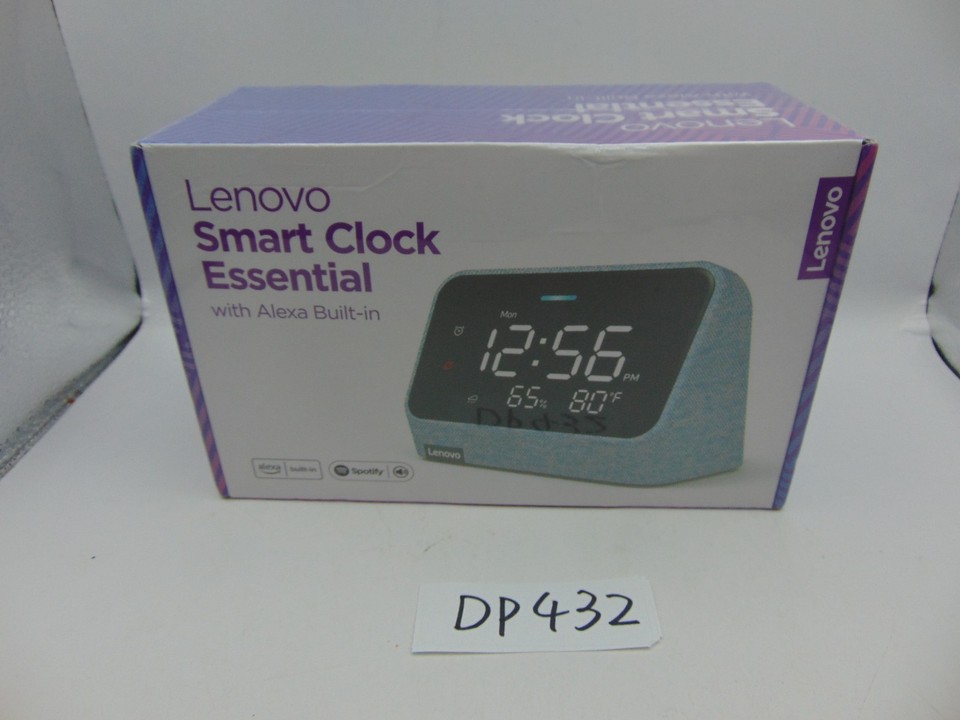 Lenovo
Smart Clock
Essential
Lenovo
Smart Clock
Essential
with Alexa Built-in
Lenovo
Mon
12:56 PM
65% 80°F
DP432
Lenovo
alexa built-in Spotify
DP432